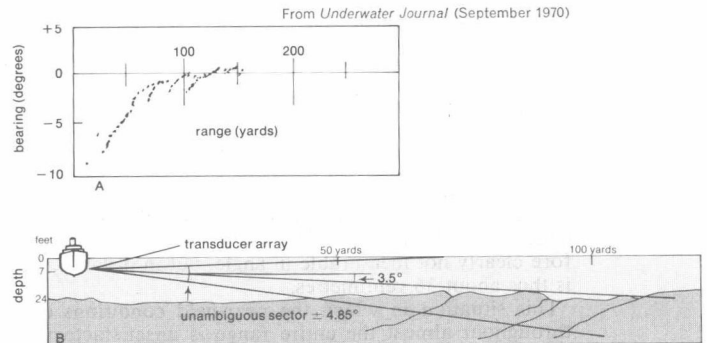 From Underwater Journal (September 1970)
+5
100
200
0
bearing (degrees)
−5
range (yards)
−10
A
feet
transducer array
50 yards
100 yards
0
7
3.5°
depth
24
unambiguous sector ± 4.85°
B